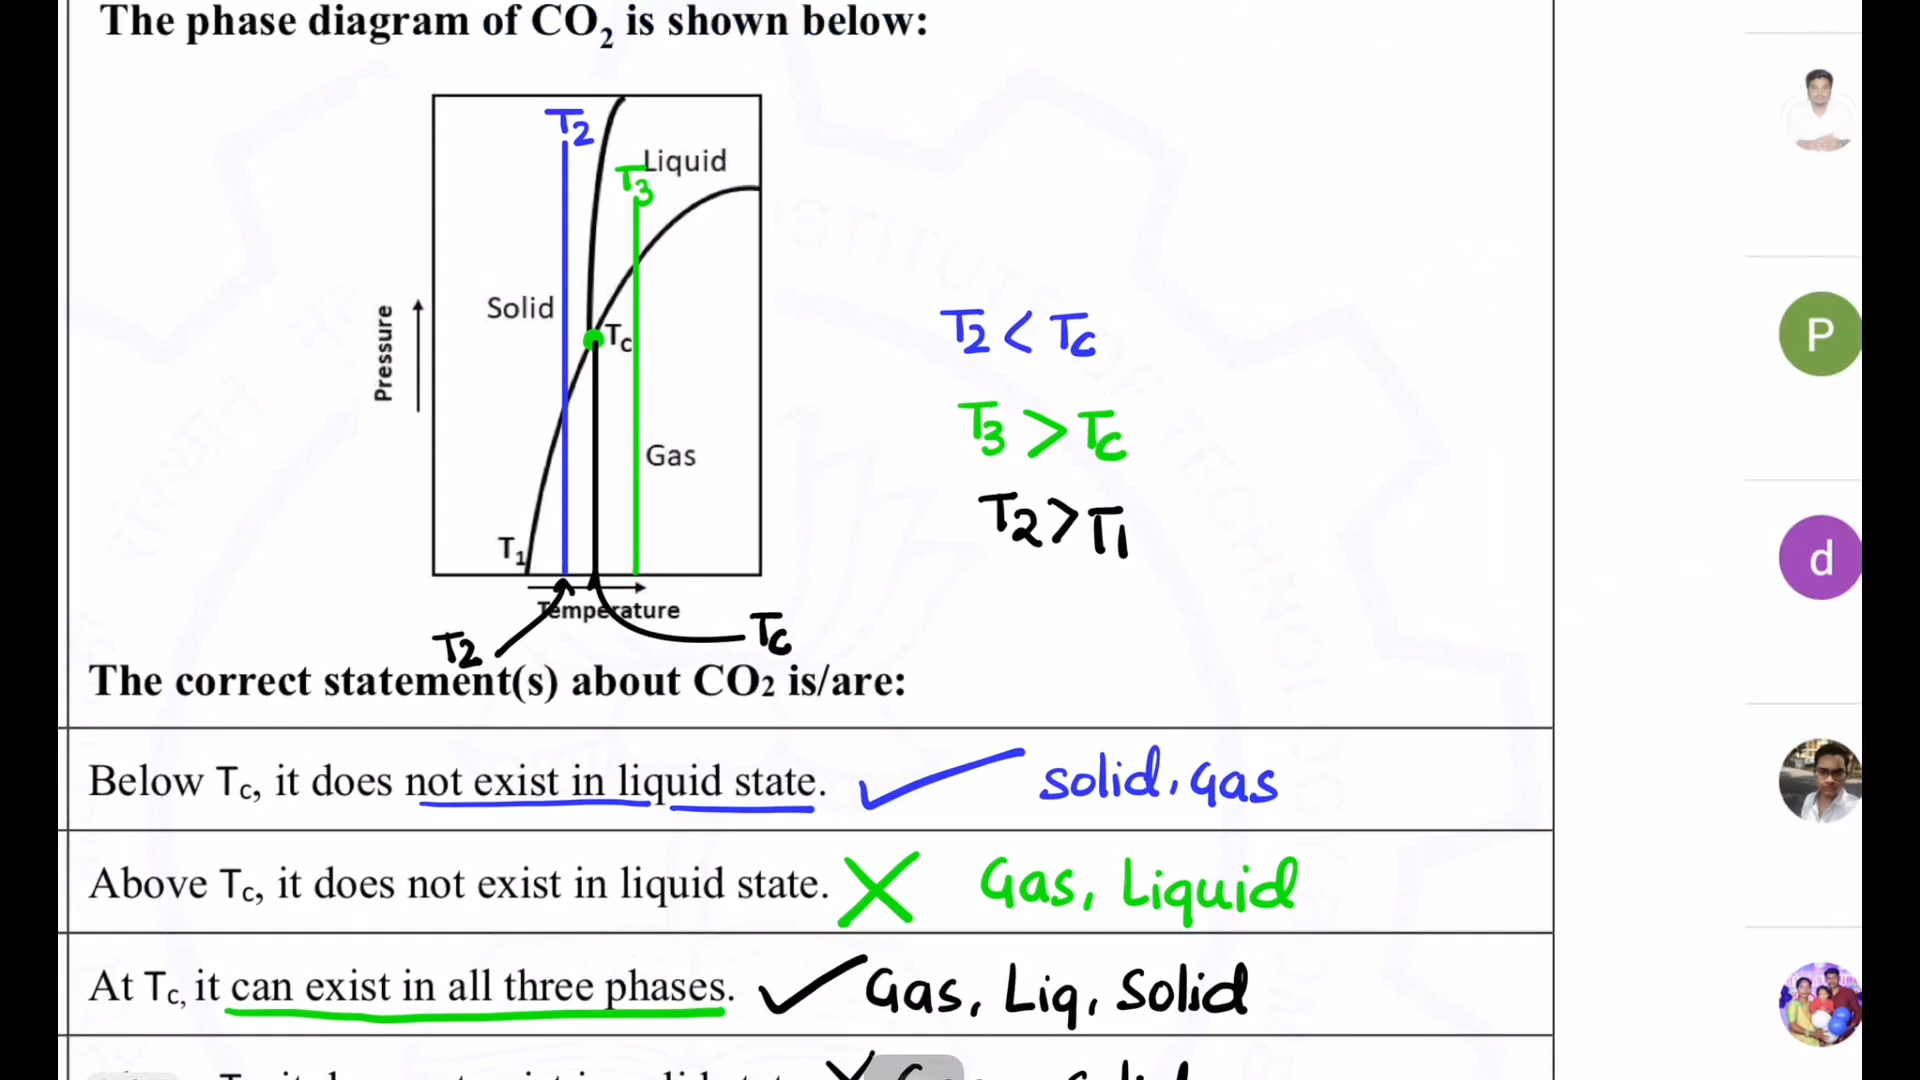 The phase diagram of CO₂ is shown below:
T2
Liquid
T3
Solid
Tc
Pressure
T2 < Tc
T3 > Tc
Gas
T2 > T1
T₁
Temperature
T2
Tc
The correct statement(s) about CO₂ is/are:
Below Tc, it does not exist in liquid state. solid, gas
Above Tc, it does not exist in liquid state. Gas, Liquid
At Tc, it can exist in all three phases. Gas, Liq, Solid
P
d